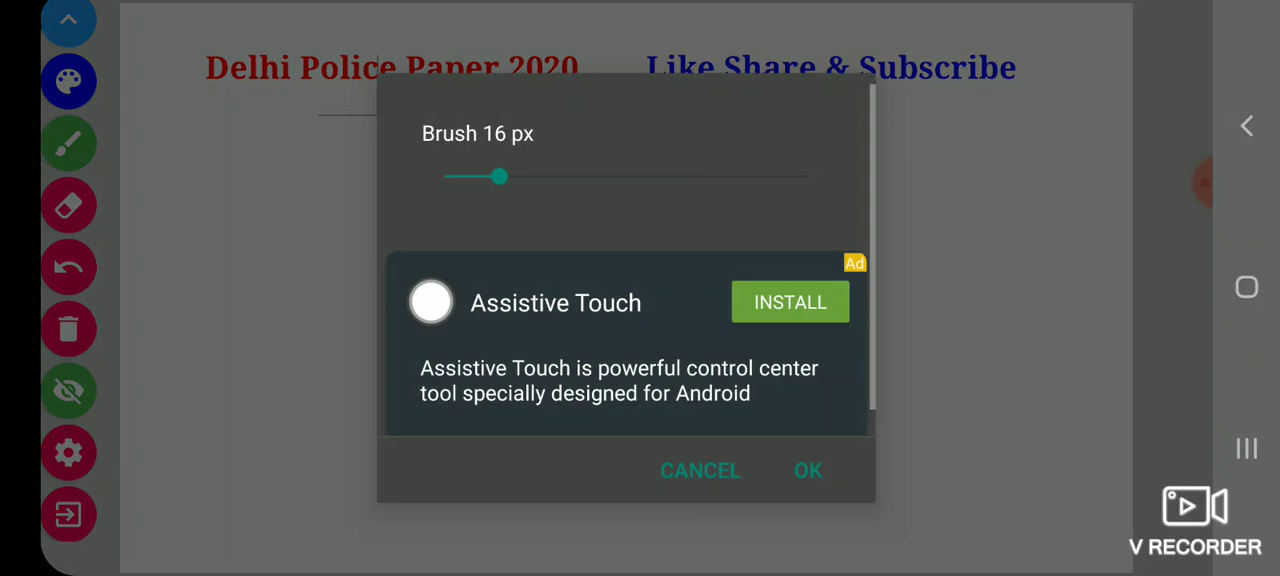 Delhi Police Paper 2020 Like Share & Subscribe
Brush 16 px
Ad
Assistive Touch INSTALL
Assistive Touch is powerful control center
tool specially designed for Android
CANCEL OK
V RECORDER